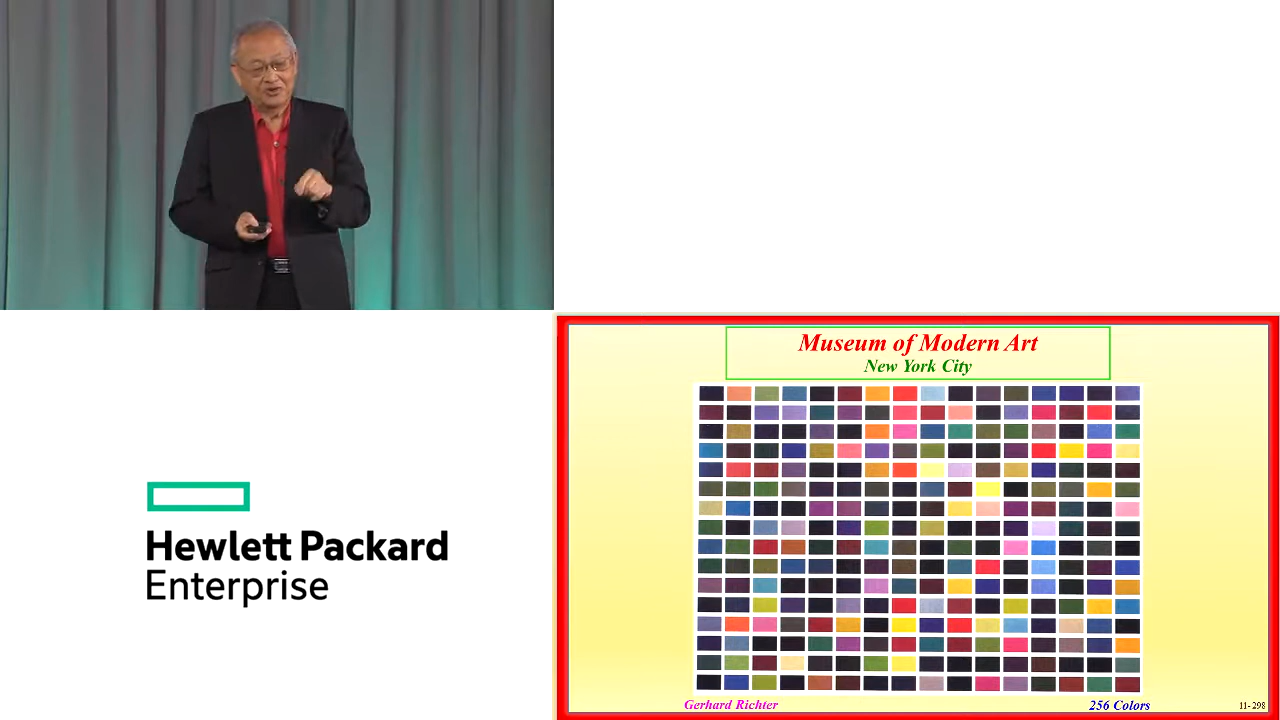 Hewlett Packard
Enterprise
Museum of Modern Art
New York City
Gerhard Richter
256 Colors
11-298